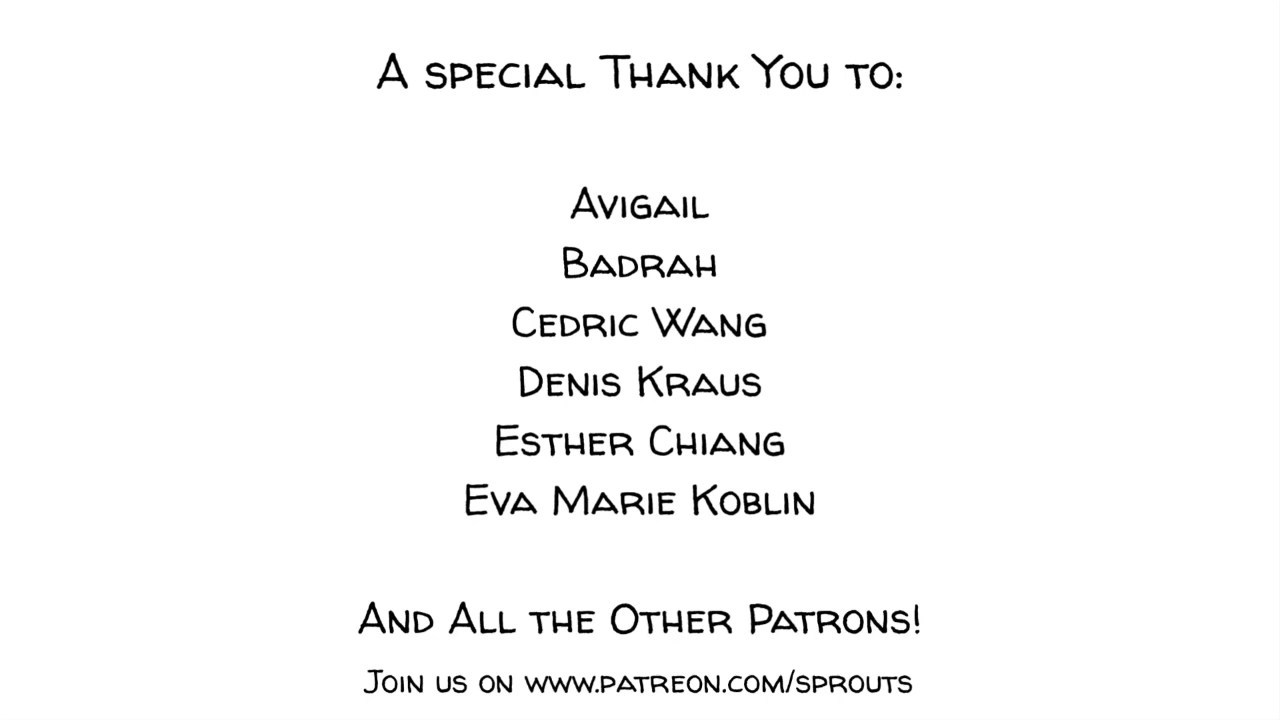 A special Thank You to:
Avigail
Badrah
Cedric Wang
Denis Kraus
Esther Chiang
Eva Marie Koblin
And All the Other Patrons!
Join us on www.patreon.com/sprouts